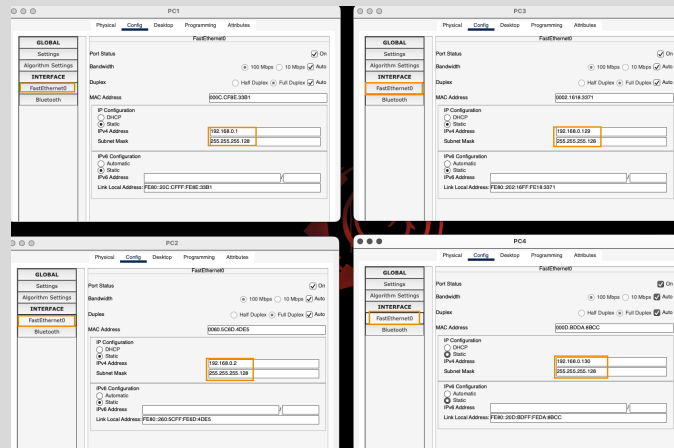 PC1
Physical Config Desktop Programming Attributes
GLOBAL
Settings
Algorithm Settings
INTERFACE
FastEthernet0
Bluetooth
FastEthernet0
Port Status On
Bandwidth 100 Mbps 10 Mbps Auto
Duplex Half Duplex Full Duplex Auto
MAC Address 000C.CF8E.33B1
IP Configuration
DHCP
Static
IPv4 Address 192.168.0.1
Subnet Mask 255.255.255.128
IPv6 Configuration
Automatic
Static
IPv6 Address /
Link Local Address: FE80::20C:CFFF:FE8E:33B1
PC3
Physical Config Desktop Programming Attributes
GLOBAL
Settings
Algorithm Settings
INTERFACE
FastEthernet0
Bluetooth
FastEthernet0
Port Status On
Bandwidth 100 Mbps 10 Mbps Auto
Duplex Half Duplex Full Duplex Auto
MAC Address 0002.1618.3371
IP Configuration
DHCP
Static
IPv4 Address 192.168.0.129
Subnet Mask 255.255.255.128
IPv6 Configuration
Automatic
Static
IPv6 Address /
Link Local Address: FE80::202:16FF:FE18:3371
PC2
Physical Config Desktop Programming Attributes
GLOBAL
Settings
Algorithm Settings
INTERFACE
FastEthernet0
Bluetooth
FastEthernet0
Port Status On
Bandwidth 100 Mbps 10 Mbps Auto
Duplex Half Duplex Full Duplex Auto
MAC Address 0060.5C6D.4DE5
IP Configuration
DHCP
Static
IPv4 Address 192.168.0.2
Subnet Mask 255.255.255.128
IPv6 Configuration
Automatic
Static
IPv6 Address /
Link Local Address: FE80::260:5CFF:FE6D:4DE5
PC4
Physical Config Desktop Programming Attributes
GLOBAL
Settings
Algorithm Settings
INTERFACE
FastEthernet0
Bluetooth
FastEthernet0
Port Status On
Bandwidth 100 Mbps 10 Mbps Auto
Duplex Half Duplex Full Duplex Auto
MAC Address 000D.BDDA.8BCC
IP Configuration
DHCP
Static
IPv4 Address 192.168.0.130
Subnet Mask 255.255.255.128
IPv6 Configuration
Automatic
Static
IPv6 Address /
Link Local Address: FE80::20D:BDFF:FEDA:8BCC